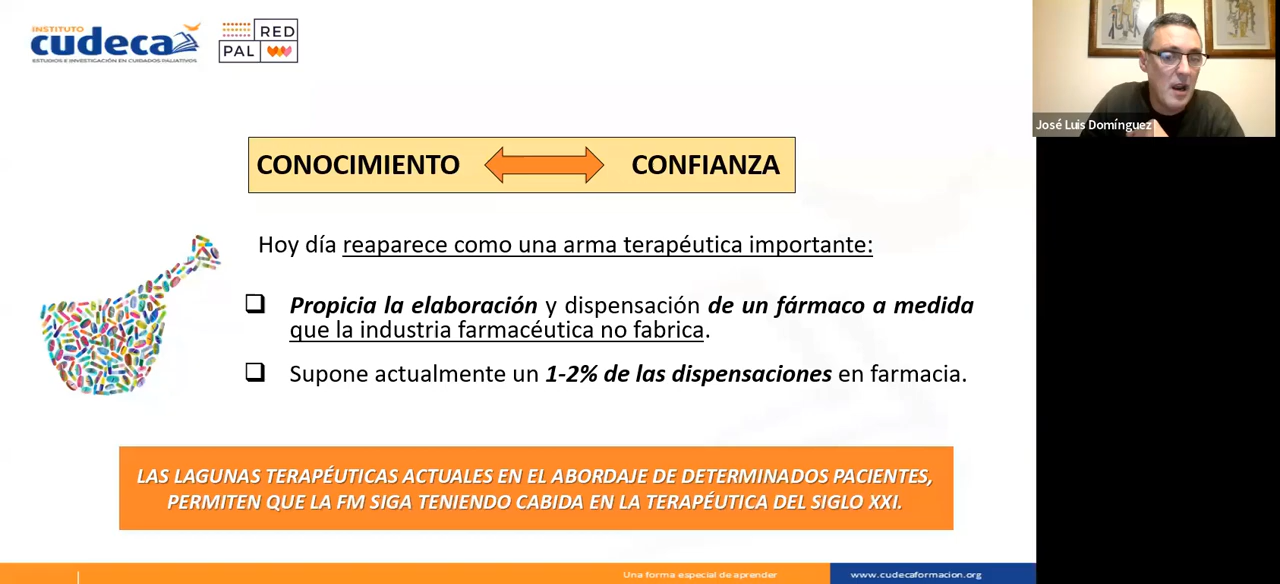 INSTITUTO
cudeca
ESTUDIOS E INVESTIGACIÓN EN CUIDADOS PALIATIVOS
RED
PAL
José Luis Domínguez
CONOCIMIENTO CONFIANZA
Hoy día reaparece como una arma terapéutica importante:
Propicia la elaboración y dispensación de un fármaco a medida
que la industria farmacéutica no fabrica.
Supone actualmente un 1-2% de las dispensaciones en farmacia.
LAS LAGUNAS TERAPÉUTICAS ACTUALES EN EL ABORDAJE DE DETERMINADOS PACIENTES,
PERMITEN QUE LA FM SIGA TENIENDO CABIDA EN LA TERAPÉUTICA DEL SIGLO XXI.
Una forma especial de aprender
www.cudecaformacion.org